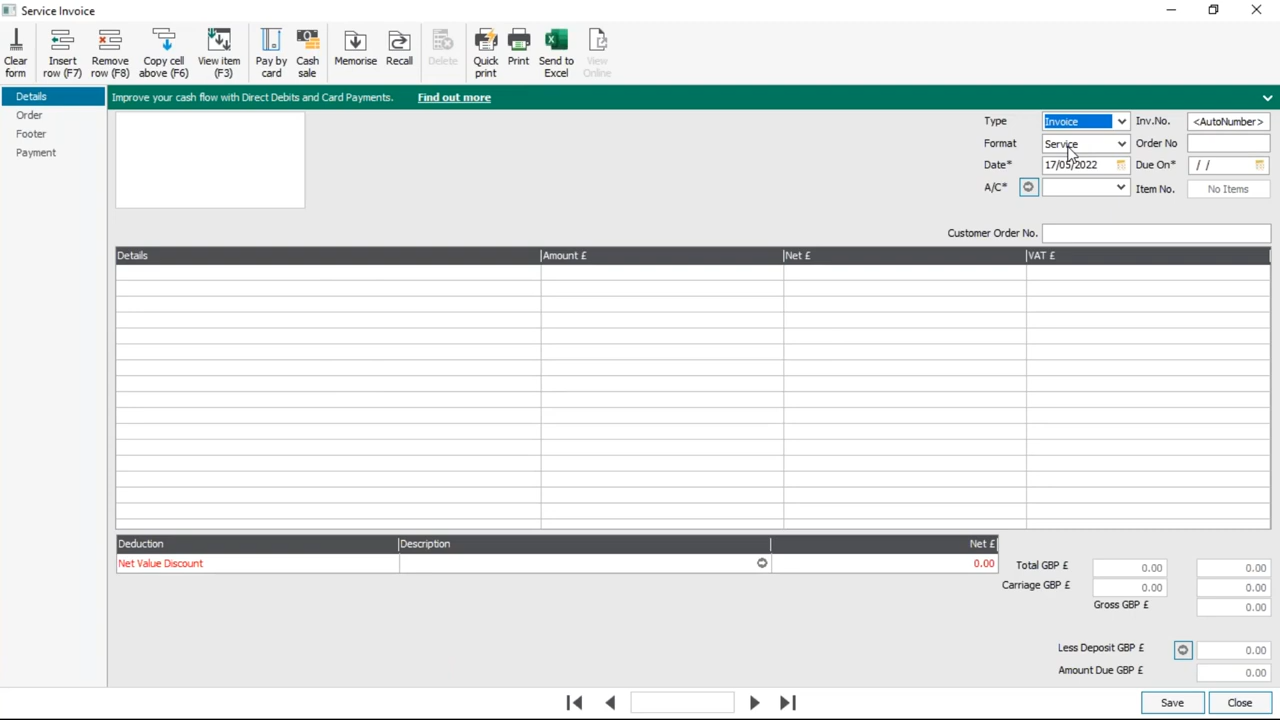 Service Invoice
Clear form
Insert row (F7)
Remove row (F8)
Copy cell above (F6)
View item (F3)
Pay by card
Cash sale
Memorise
Recall
Delete
Quick print
Print
Send to Excel
View Online
Details
Order
Footer
Payment
Improve your cash flow with Direct Debits and Card Payments. Find out more
Type Invoice Inv.No. <AutoNumber>
Format Service Order No
Date* 17/05/2022 Due On* / /
A/C* Item No. No Items
Customer Order No.
Details Amount £ Net £ VAT £
Deduction Description Net £
Net Value Discount 0.00
Total GBP £ 0.00 0.00
Carriage GBP £ 0.00 0.00
Gross GBP £ 0.00
Less Deposit GBP £ 0.00
Amount Due GBP £ 0.00
Save Close